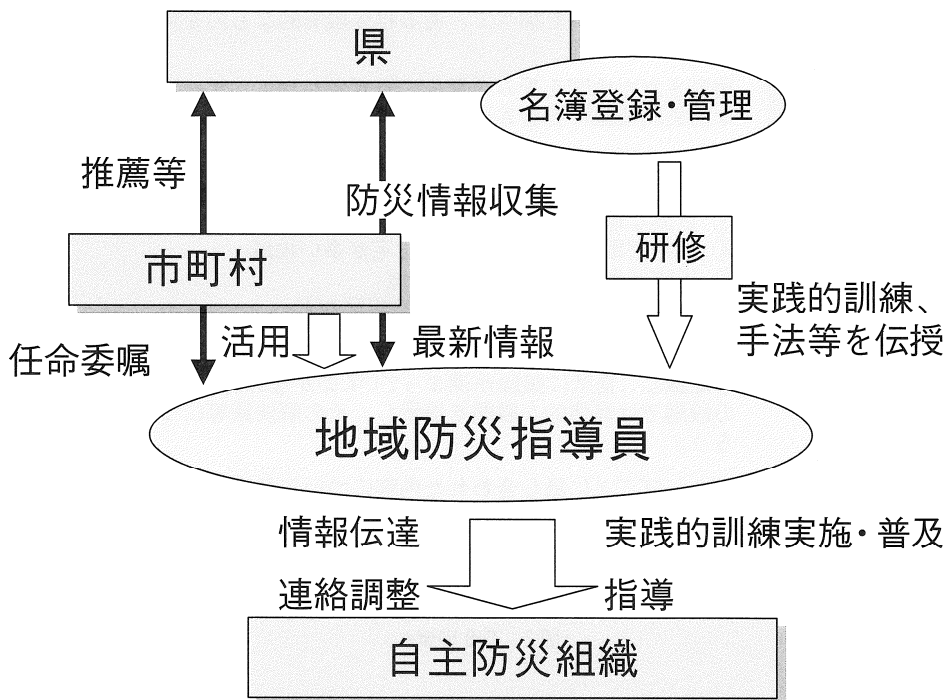 県
名簿登録・管理
推薦等
防災情報収集
市町村
研修
実践的訓練、
手法等を伝授
任命委嘱
活用
最新情報
地域防災指導員
情報伝達
実践的訓練実施・普及
連絡調整
指導
自主防災組織